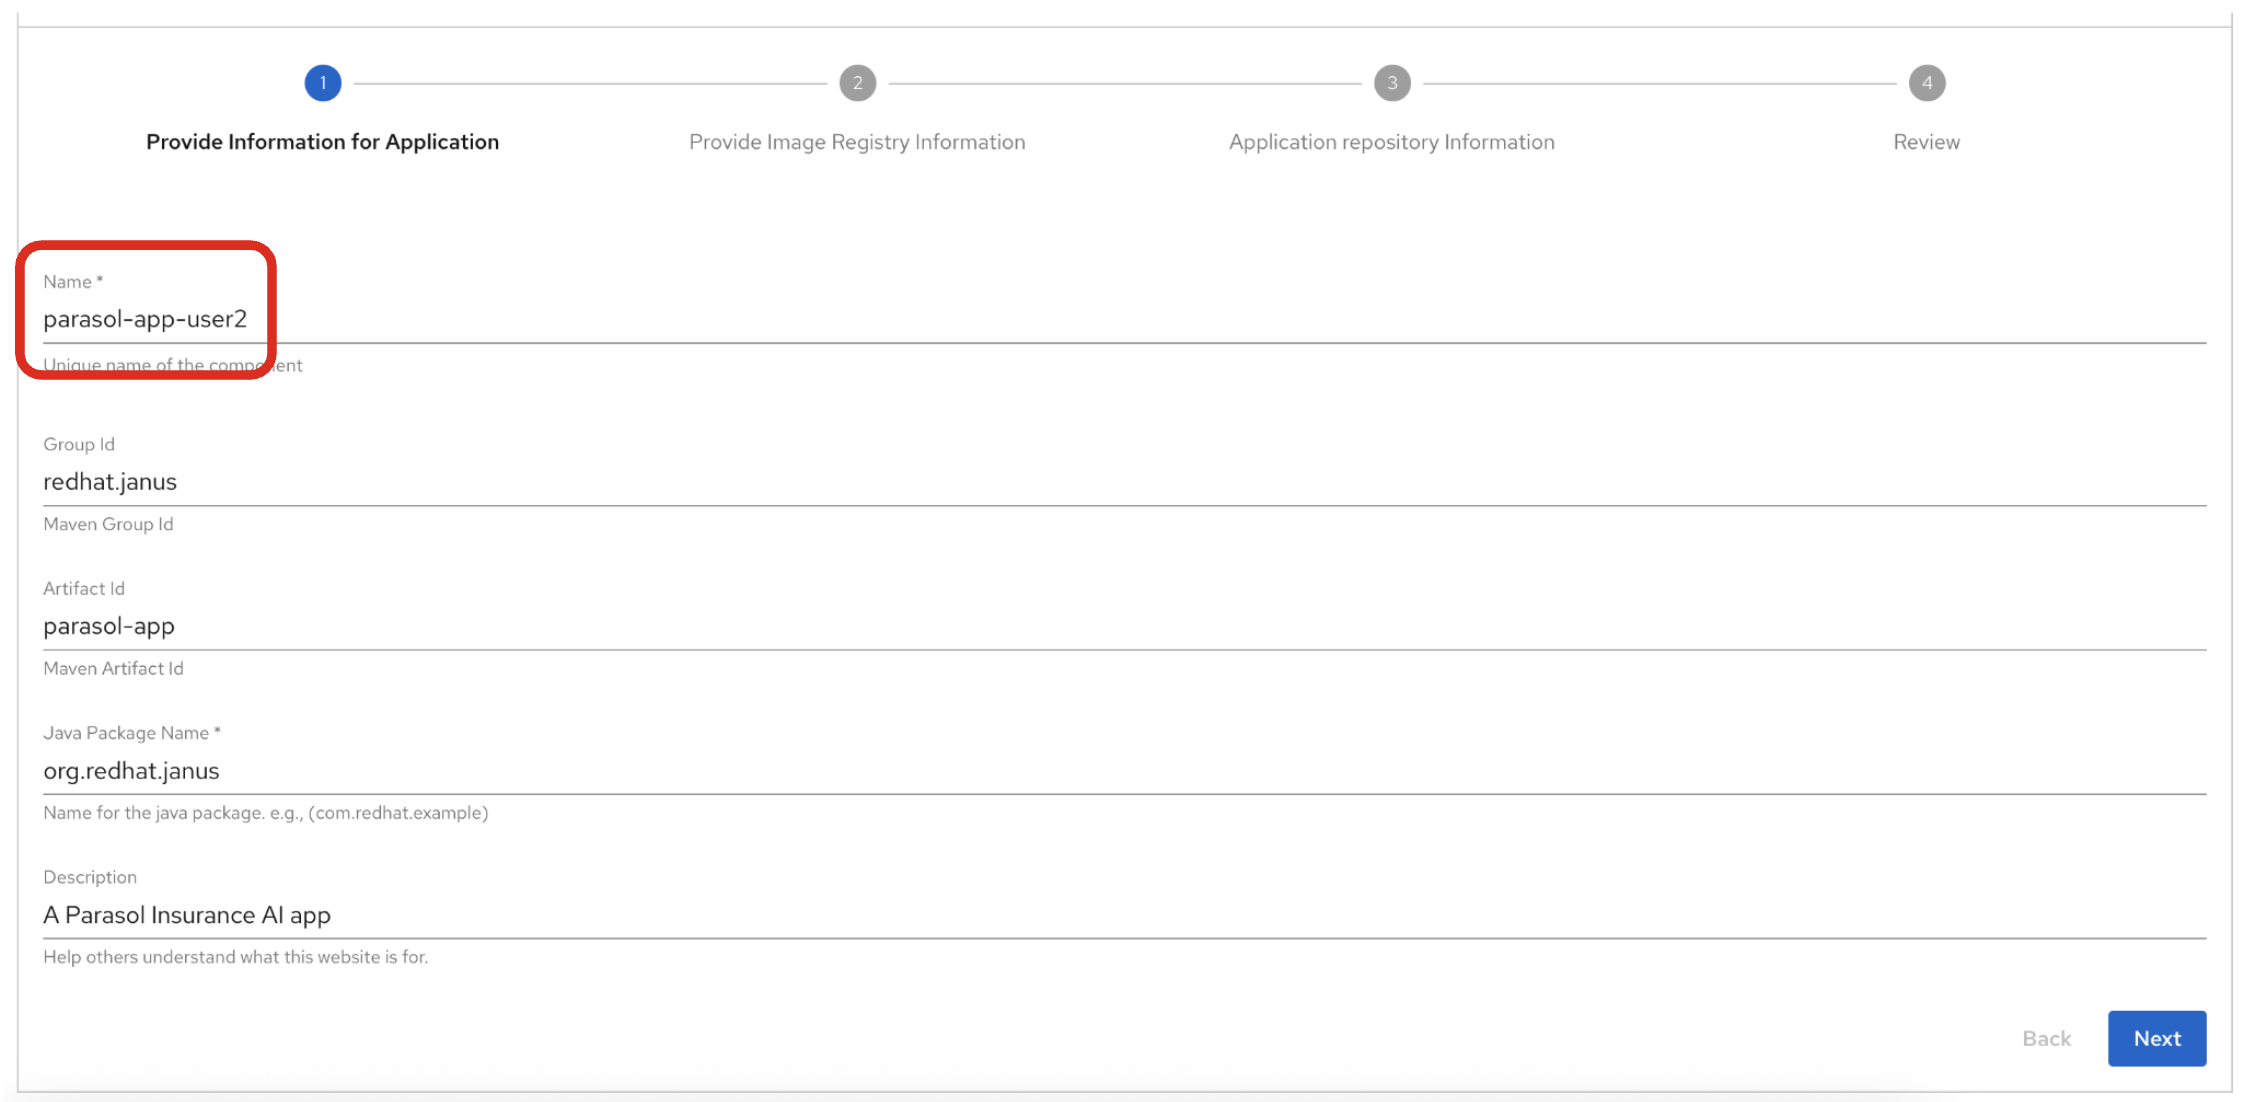 1
2
3
4
Provide Information for Application
Provide Image Registry Information
Application repository Information
Review
Name *
parasol-app-user2
Unique name of the component
Group Id
redhat.janus
Maven Group Id
Artifact Id
parasol-app
Maven Artifact Id
Java Package Name *
org.redhat.janus
Name for the java package. e.g., (com.redhat.example)
Description
A Parasol Insurance AI app
Help others understand what this website is for.
Back
Next